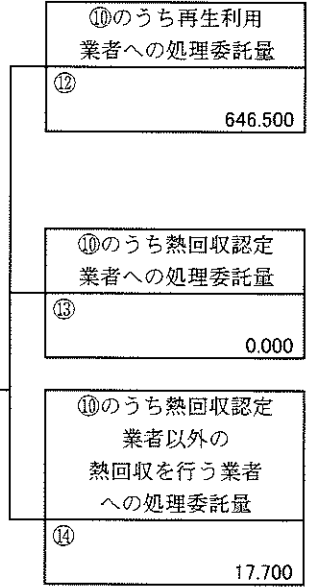 ⑩のうち再生利用
業者への処理委託量
⑫
646.500
⑩のうち熱回収認定
業者への処理委託量
⑬
0.000
⑩のうち熱回収認定
業者以外の
熱回収を行う業者
への処理委託量
⑭
17.700